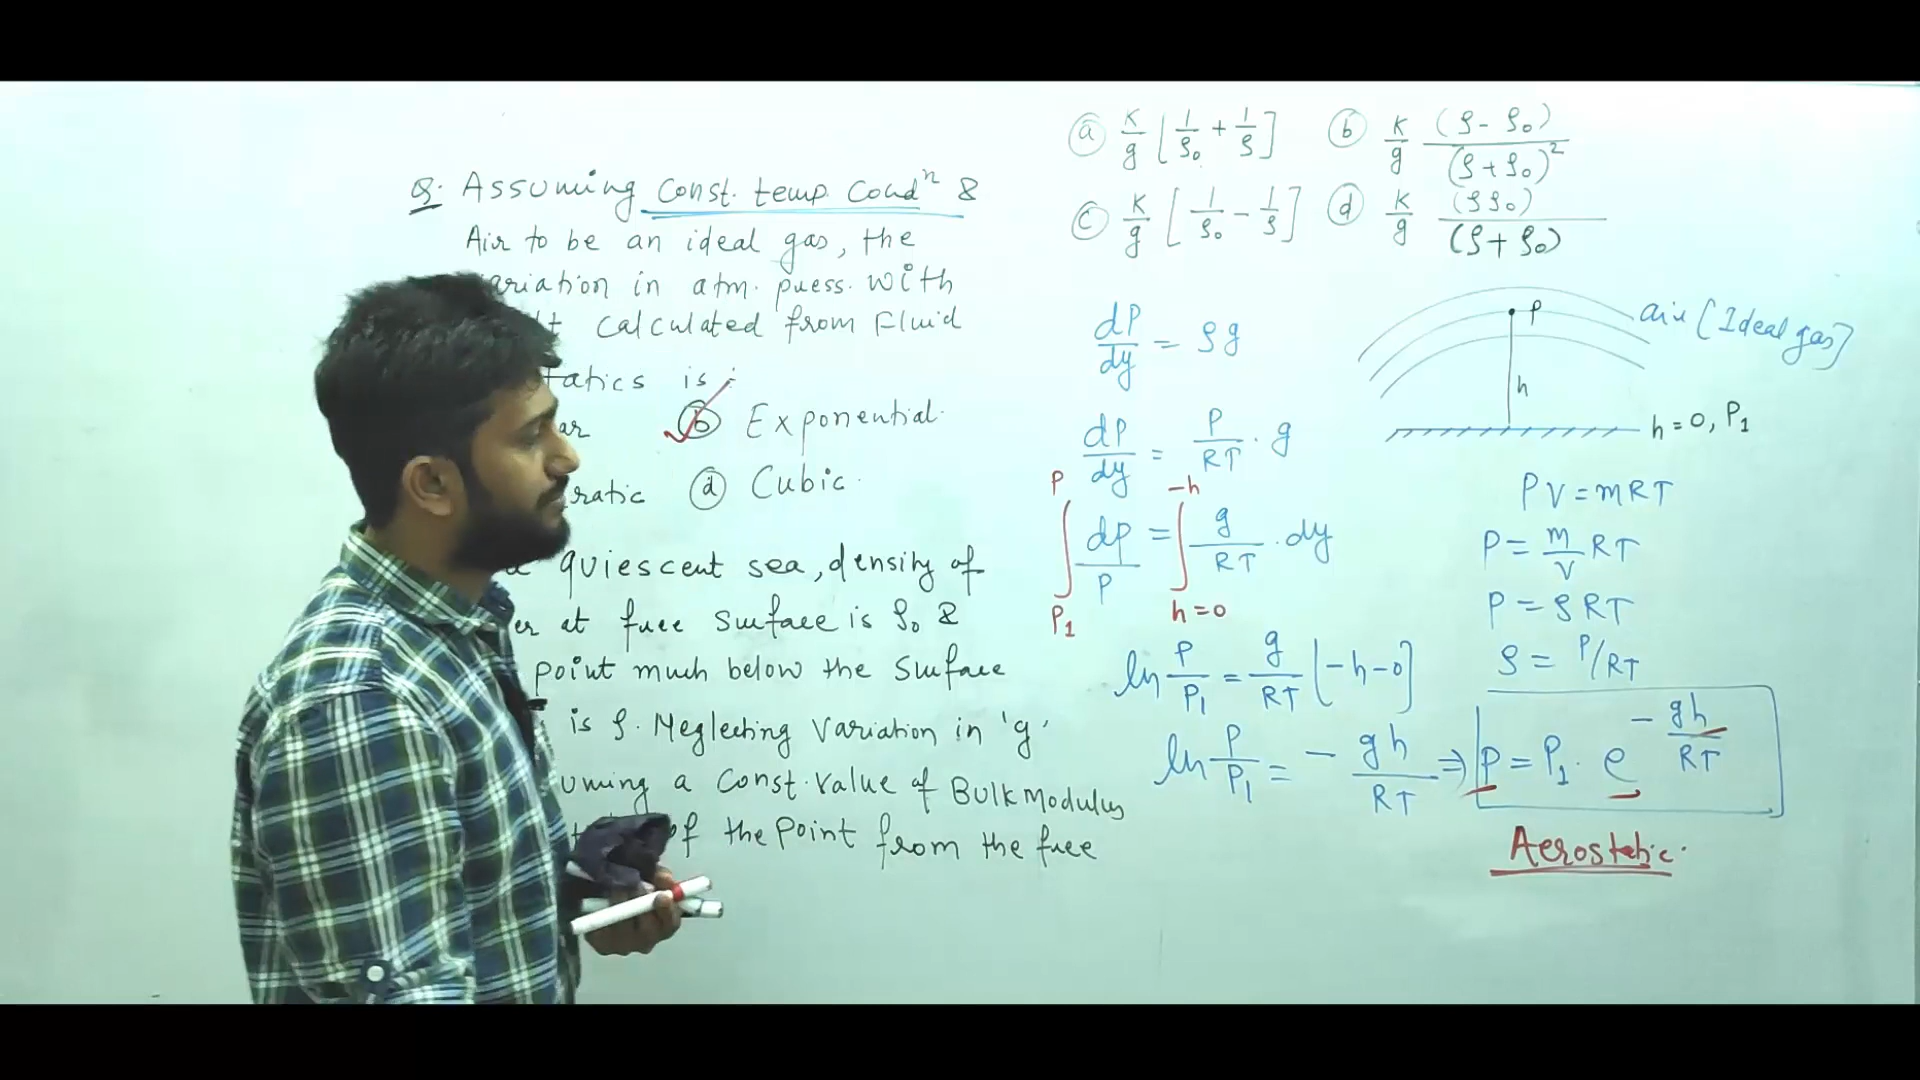 Q. Assuming Const. temp Condⁿ &
Air to be an ideal gas, the
ariation in atm. press. with
calculated from Fluid
tatics is :
ar ⓑ Exponential.
ratic ⓓ Cubic.
quiescent sea, density of
er at free Surface is ρ₀ &
point much below the Surface
is ρ. Neglecting Variation in 'g'
uming a Const. Value of Bulk Modulus
of the Point from the free
ⓐ K/g [1/ρ₀ + 1/ρ] ⓑ K/g (ρ - ρ₀)/(ρ + ρ₀)²
ⓒ K/g [1/ρ₀ - 1/ρ] ⓓ K/g (ρρ₀)/(ρ + ρ₀)
dP/dy = ρg
dP/dy = P/RT . g
∫_{P₁}^{P} dP/P = ∫_{h=0}^{-h} g/RT . dy
ln P/P₁ = g/RT [-h-0]
ln P/P₁ = - gh/RT ⇒ P = P₁ . e^{- gh/RT}
Aerostatic.
P
air [Ideal gas]
h
h = 0, P₁
PV = mRT
P = m/V RT
P = ρRT
ρ = P/RT